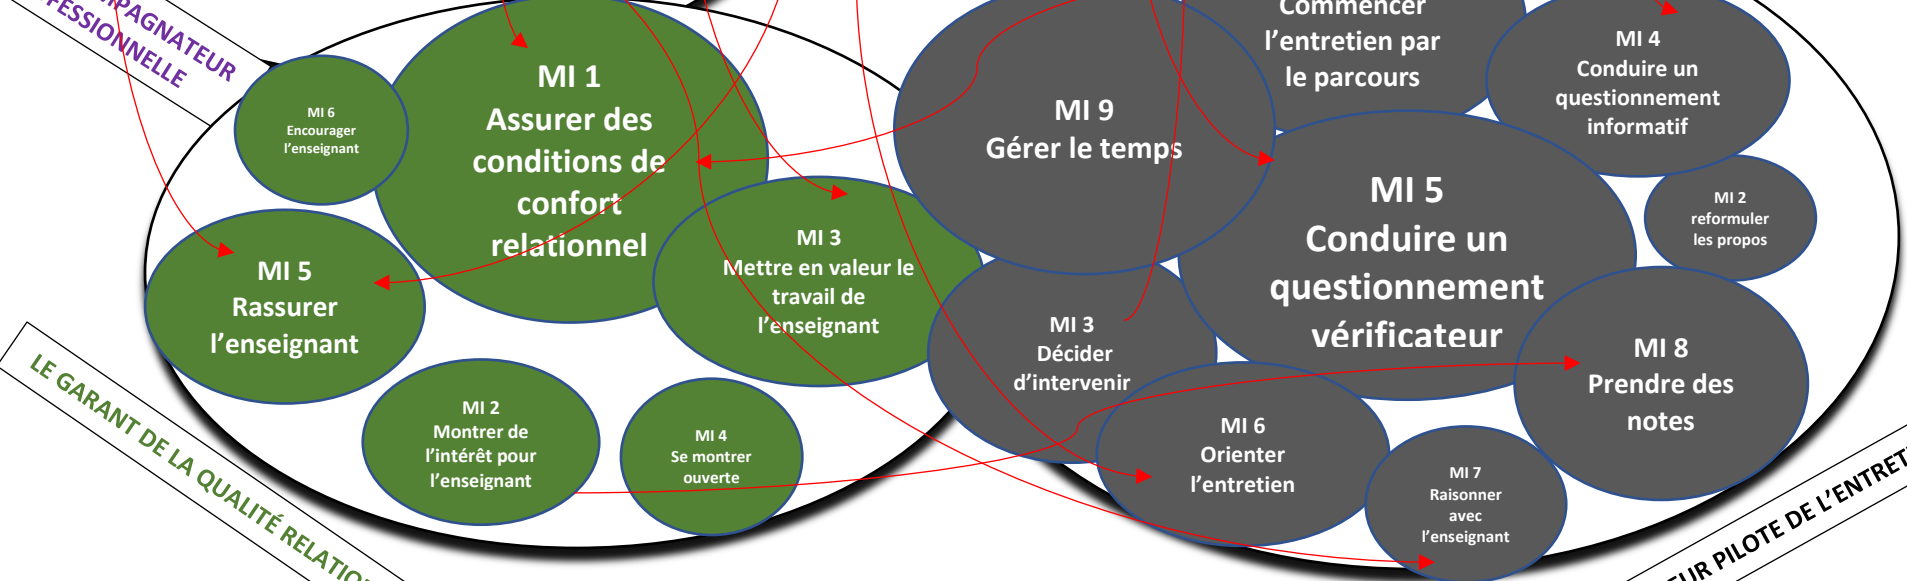 PAGNATEUR
FESSIONNELLE
MI 6
Encourager
l’enseignant
MI 1
Assurer des
conditions de
confort
relationnel
MI 5
Rassurer
l’enseignant
MI 3
Mettre en valeur le
travail de
l’enseignant
MI 2
Montrer de
l’intérêt pour
l’enseignant
MI 4
Se montrer
ouverte
LE GARANT DE LA QUALITÉ RELATIO
MI 9
Gérer le temps
Commencer
l’entretien par
le parcours
MI 4
Conduire un
questionnement
informatif
MI 5
Conduire un
questionnement
vérificateur
MI 2
reformuler
les propos
MI 3
Décider
d’intervenir
MI 8
Prendre des
notes
MI 6
Orienter
l’entretien
MI 7
Raisonner
avec
l’enseignant
UR PILOTE DE L’ENTRET